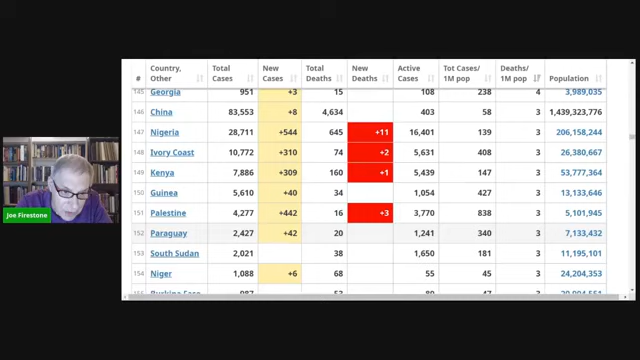 # Country, Other Total Cases New Cases Total Deaths New Deaths Active Cases Tot Cases/ 1M pop Deaths/ 1M pop Population
145 Georgia 951 +3 15 108 238 4 3,989,035
146 China 83,553 +8 4,634 403 58 3 1,439,323,776
147 Nigeria 28,711 +544 645 +11 16,401 139 3 206,158,244
148 Ivory Coast 10,772 +310 74 +2 5,631 408 3 26,380,667
149 Kenya 7,886 +309 160 +1 5,439 147 3 53,777,364
150 Guinea 5,610 +40 34 1,054 427 3 13,133,646
151 Palestine 4,277 +442 16 +3 3,770 838 3 5,101,945
152 Paraguay 2,427 +42 20 1,241 340 3 7,133,432
153 South Sudan 2,021 38 1,650 181 3 11,195,101
154 Niger 1,088 +6 68 55 45 3 24,204,353
Joe Firestone